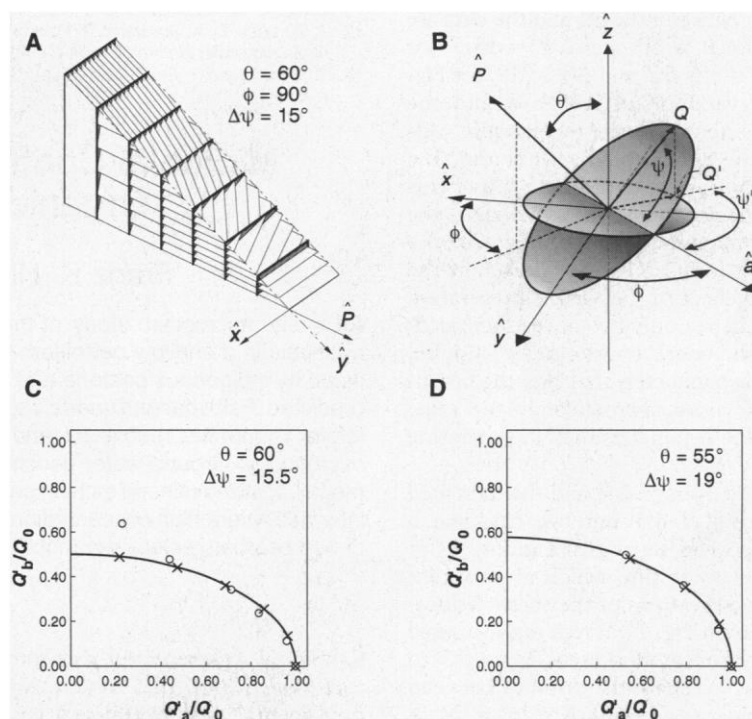 A
θ = 60°
ϕ = 90°
Δψ = 15°
x̂
ŷ
P̂
B
ẑ
P̂
θ
Q
ψ
Q'
x
ψ'
ϕ
â
ϕ
y
C
θ = 60°
Δψ = 15.5°
Q'b/Q0
1.00
0.80
0.60
0.40
0.20
0.00
0.00 0.20 0.40 0.60 0.80 1.00
Q'a/Q0
D
θ = 55°
Δψ = 19°
Q'b/Q0
1.00
0.80
0.60
0.40
0.20
0.00
0.00 0.20 0.40 0.60 0.80 1.00
Q'a/Q0